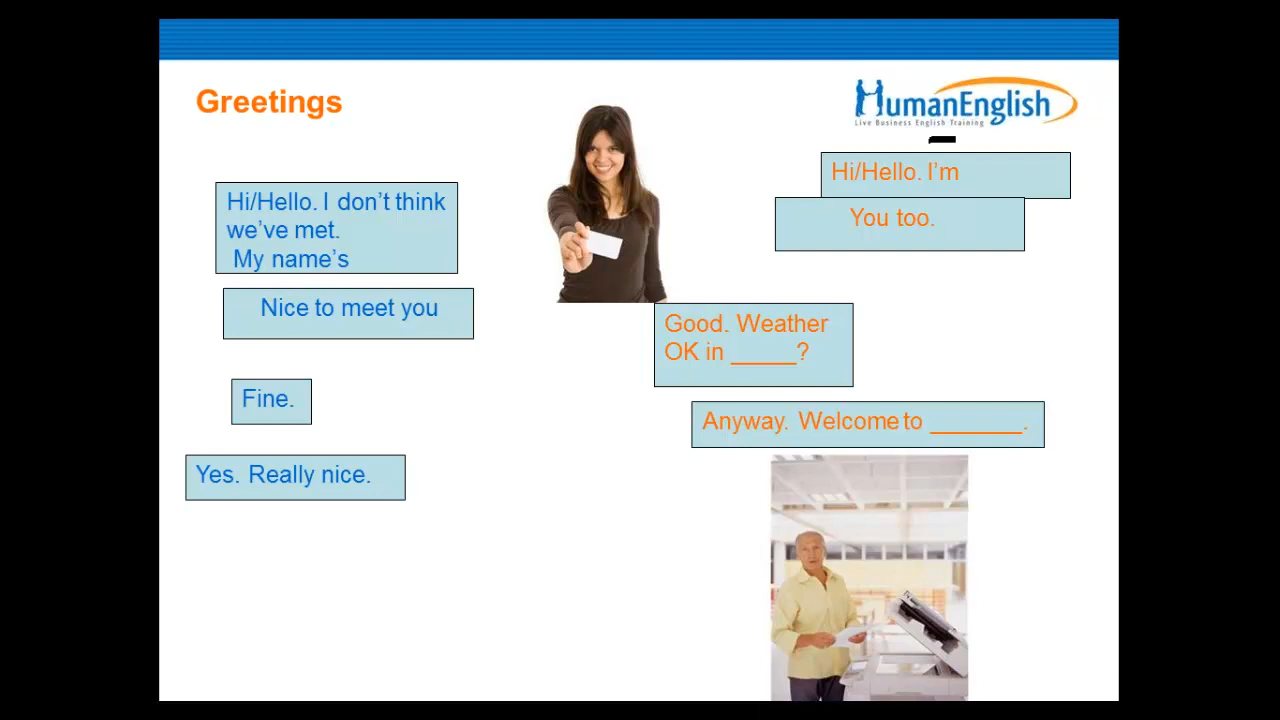 Greetings
HumanEnglish
Live Business English Training
Hi/Hello. I don’t think
we’ve met.
My name’s
Hi/Hello. I’m
Nice to meet you
You too.
Fine.
Good. Weather
OK in _____?
Yes. Really nice.
Anyway. Welcome to _______.